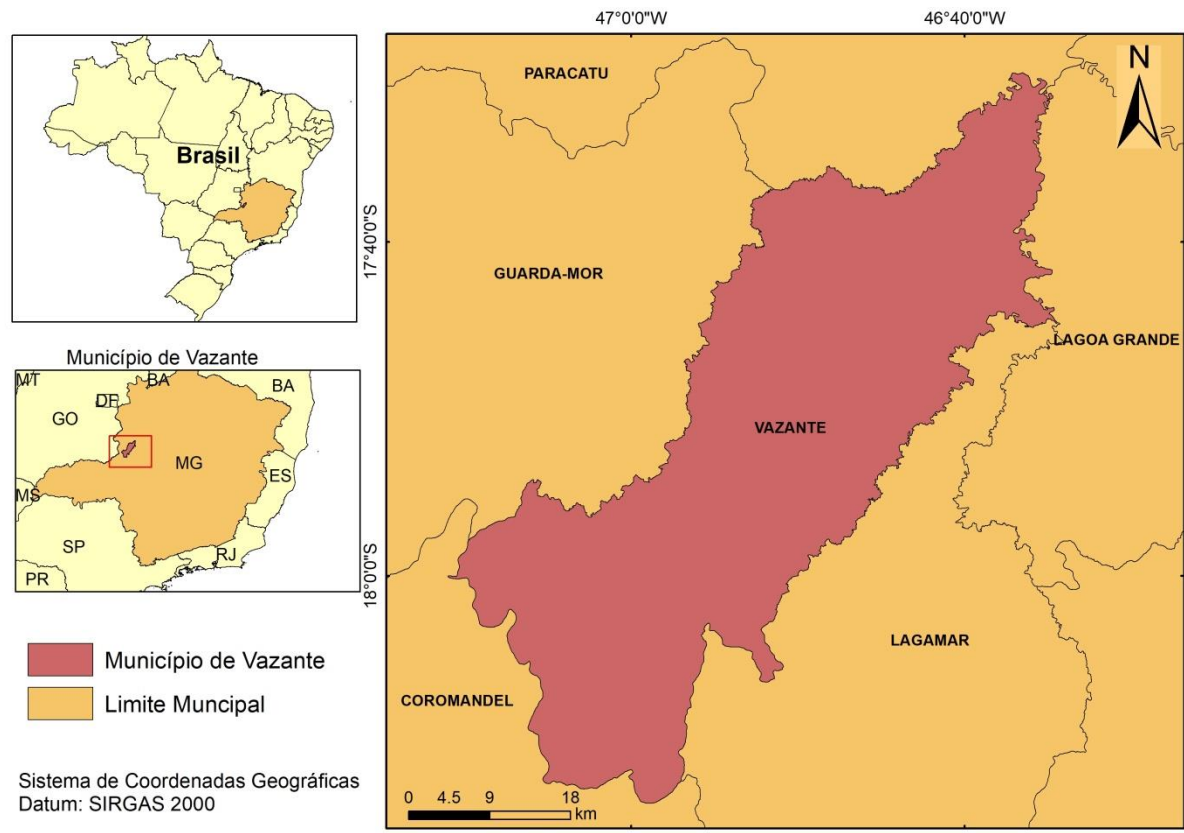 Brasil
Município de Vazante
MT
BA
BA
DF
GO
MG
ES
MS
SP
RJ
PR
Município de Vazante
Limite Muncipal
Sistema de Coordenadas Geográficas
Datum: SIRGAS 2000
47°0'0"W
46°40'0"W
17°40'0"S
18°0'0"S
N
PARACATU
GUARDA-MOR
LAGOA GRANDE
VAZANTE
LAGAMAR
COROMANDEL
0 4.5 9 18
km